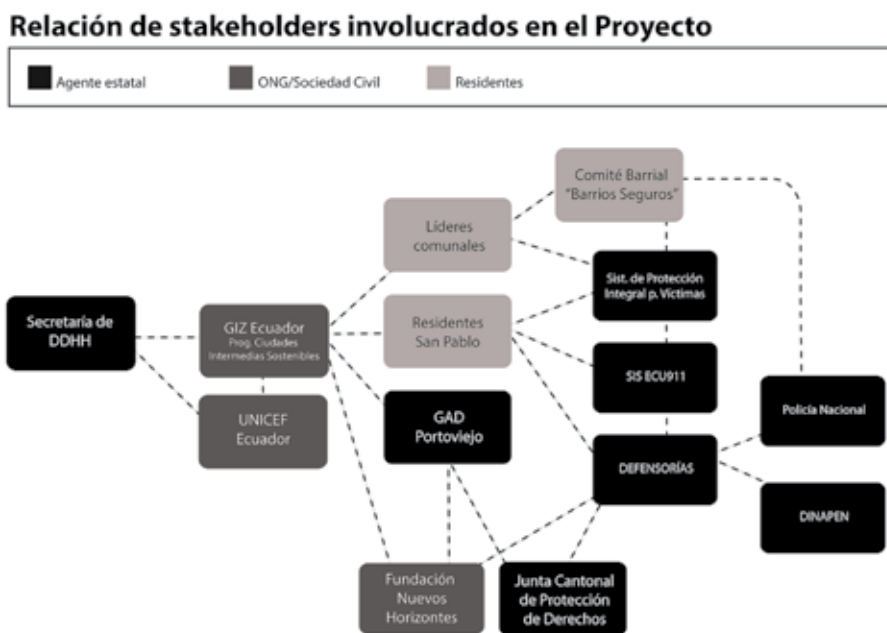 Relación de stakeholders involucrados en el Proyecto
Agente estatal
ONG/Sociedad Civil
Residentes
Comité Barrial
"Barrios Seguros"
Líderes
comunales
Sist. de Protección
Integral p. Víctimas
Secretaría de
DDHH
GIZ Ecuador
Prog. Ciudades
Intermedias Sostenibles
Residentes
San Pablo
SIS ECU911
UNICEF
Ecuador
GAD
Portoviejo
Policía Nacional
DEFENSORÍAS
DINAPEN
Fundación
Nuevos
Horizontes
Junta Cantonal
de Protección
de Derechos